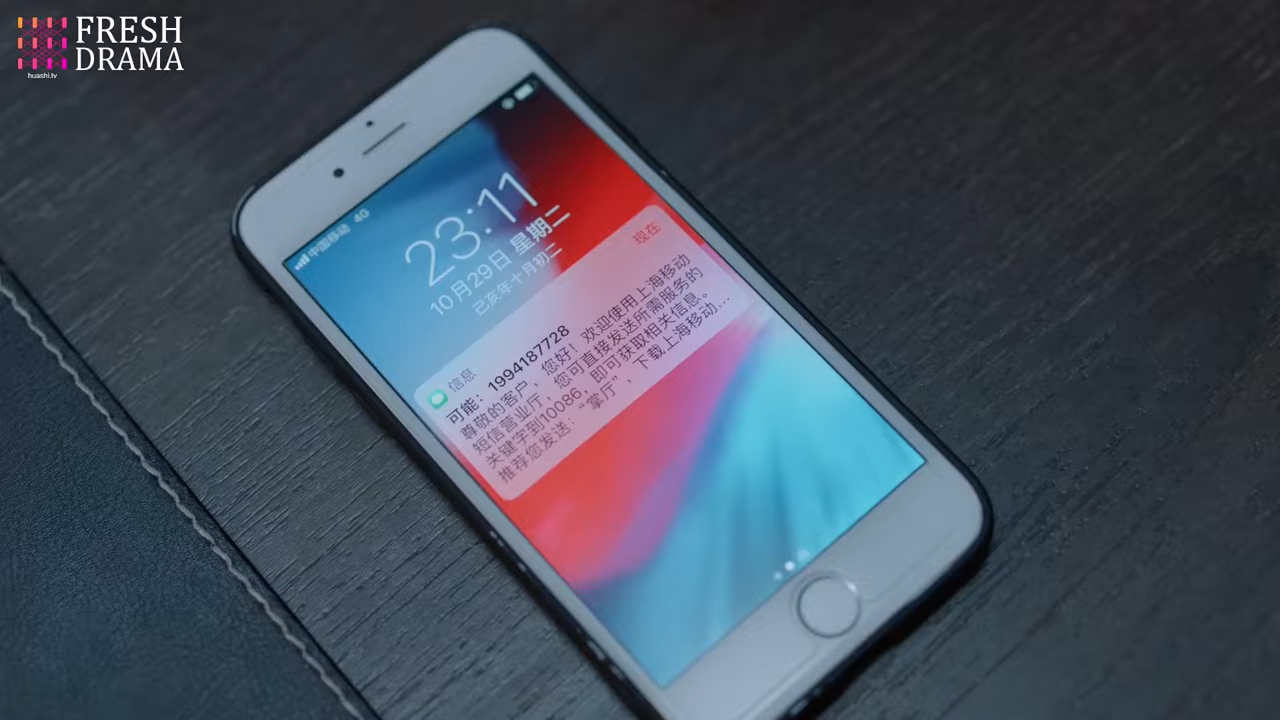 FRESH
DRAMA
huashi.tv
中国移动 4G
23:11
10月29日 星期二
己亥年十月初二
信息
现在
可能：1994187728
尊敬的客户，您好！欢迎使用上海移动
短信营业厅，您可直接发送所需服务的
关键字到10086，即可获取相关信息。
推荐您发送：“掌厅”，下载上海移动…